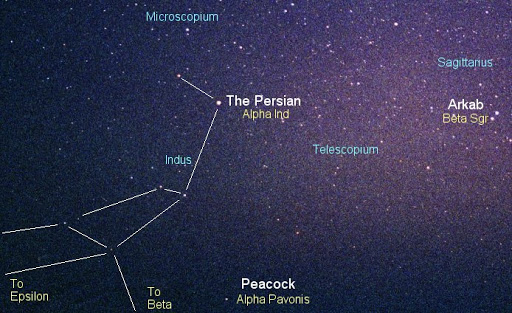 Microscopium
Sagittarius
The Persian
Alpha Ind
Arkab
Beta Sgr
Telescopium
Indus
To
Epsilon
To
Beta
Peacock
Alpha Pavonis